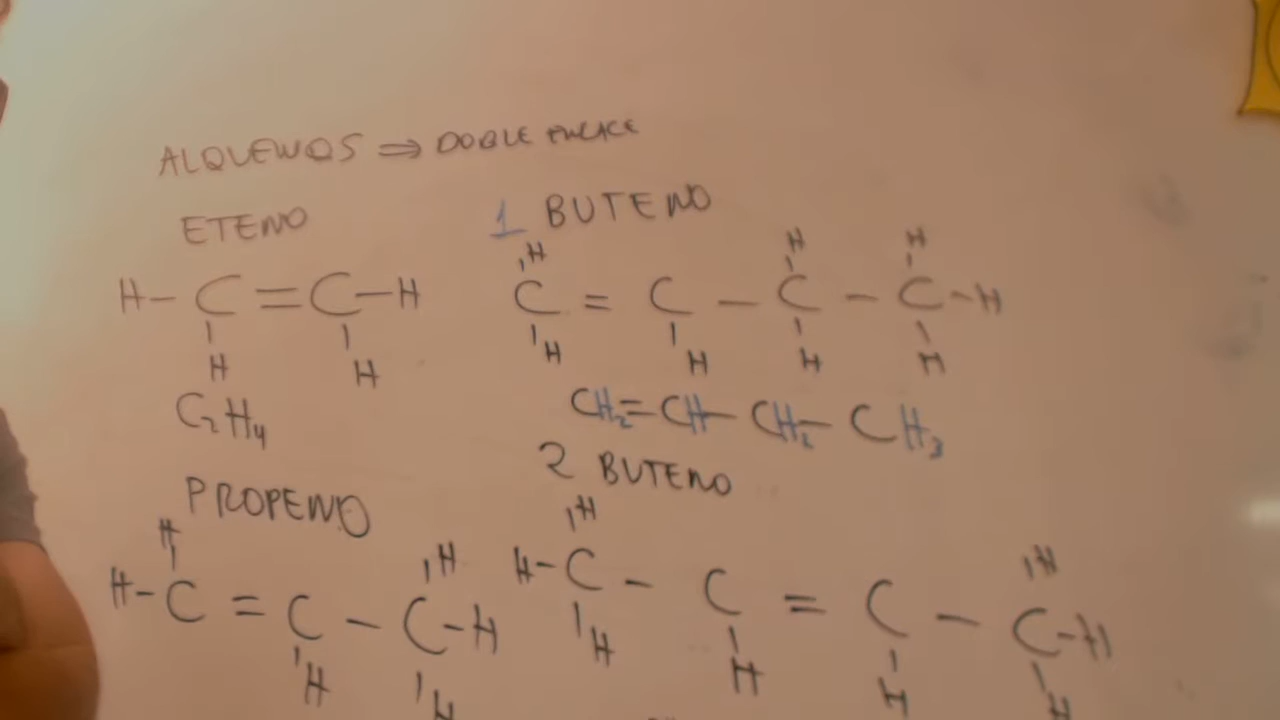 ALQUENOS ⇒ DOBLE ENLACE
ETENO
H-C=C-H
H H
C2H4
PROPENO
H
H
H-C=C-C-H
H H
1 BUTENO
H H H
C=C-C-C-H
H H H H
CH2=CH-CH2-CH3
2 BUTENO
H H
H-C-C=C-C-H
H H H H